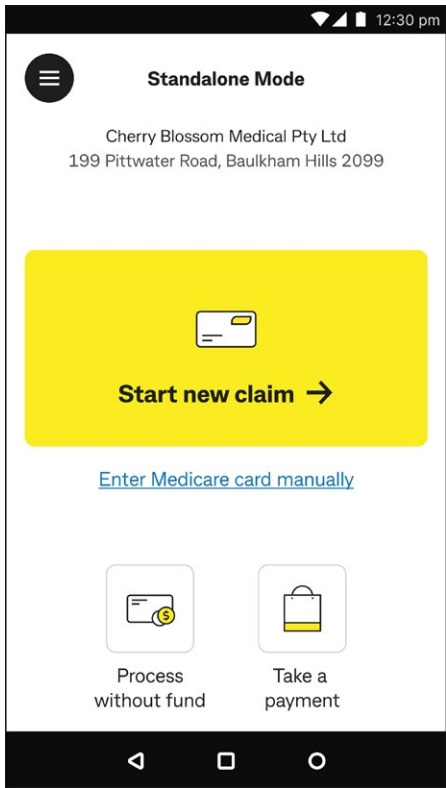 12:30 pm
Standalone Mode
Cherry Blossom Medical Pty Ltd
199 Pittwater Road, Baulkham Hills 2099
Start new claim →
Enter Medicare card manually
$
Process
without fund
Take a
payment